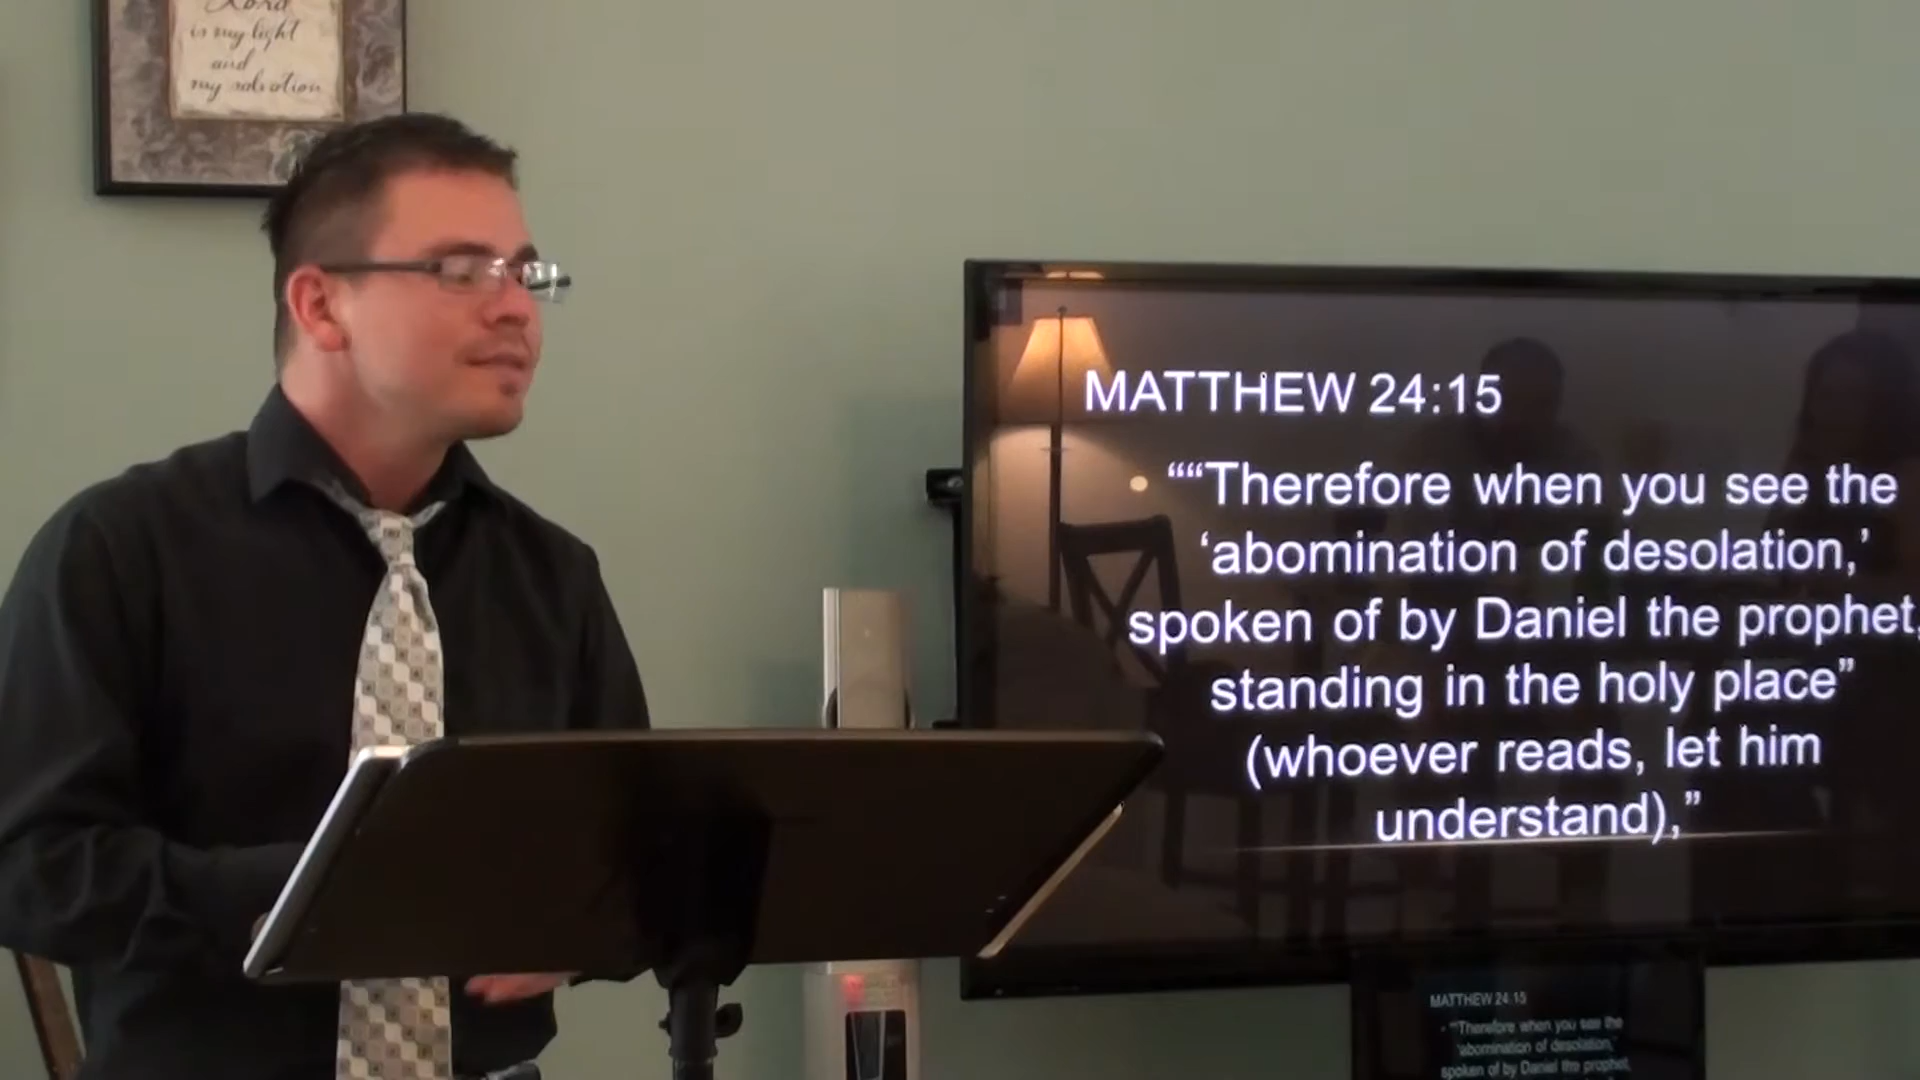 Lord
is my light
and
my salvation
MATTHEW 24:15
““Therefore when you see the
‘abomination of desolation,’
spoken of by Daniel the prophet,
standing in the holy place”
(whoever reads, let him
understand),”
MATTHEW 24:15
- ““Therefore when you see the
‘abomination of desolation,’
spoken of by Daniel the prophet,